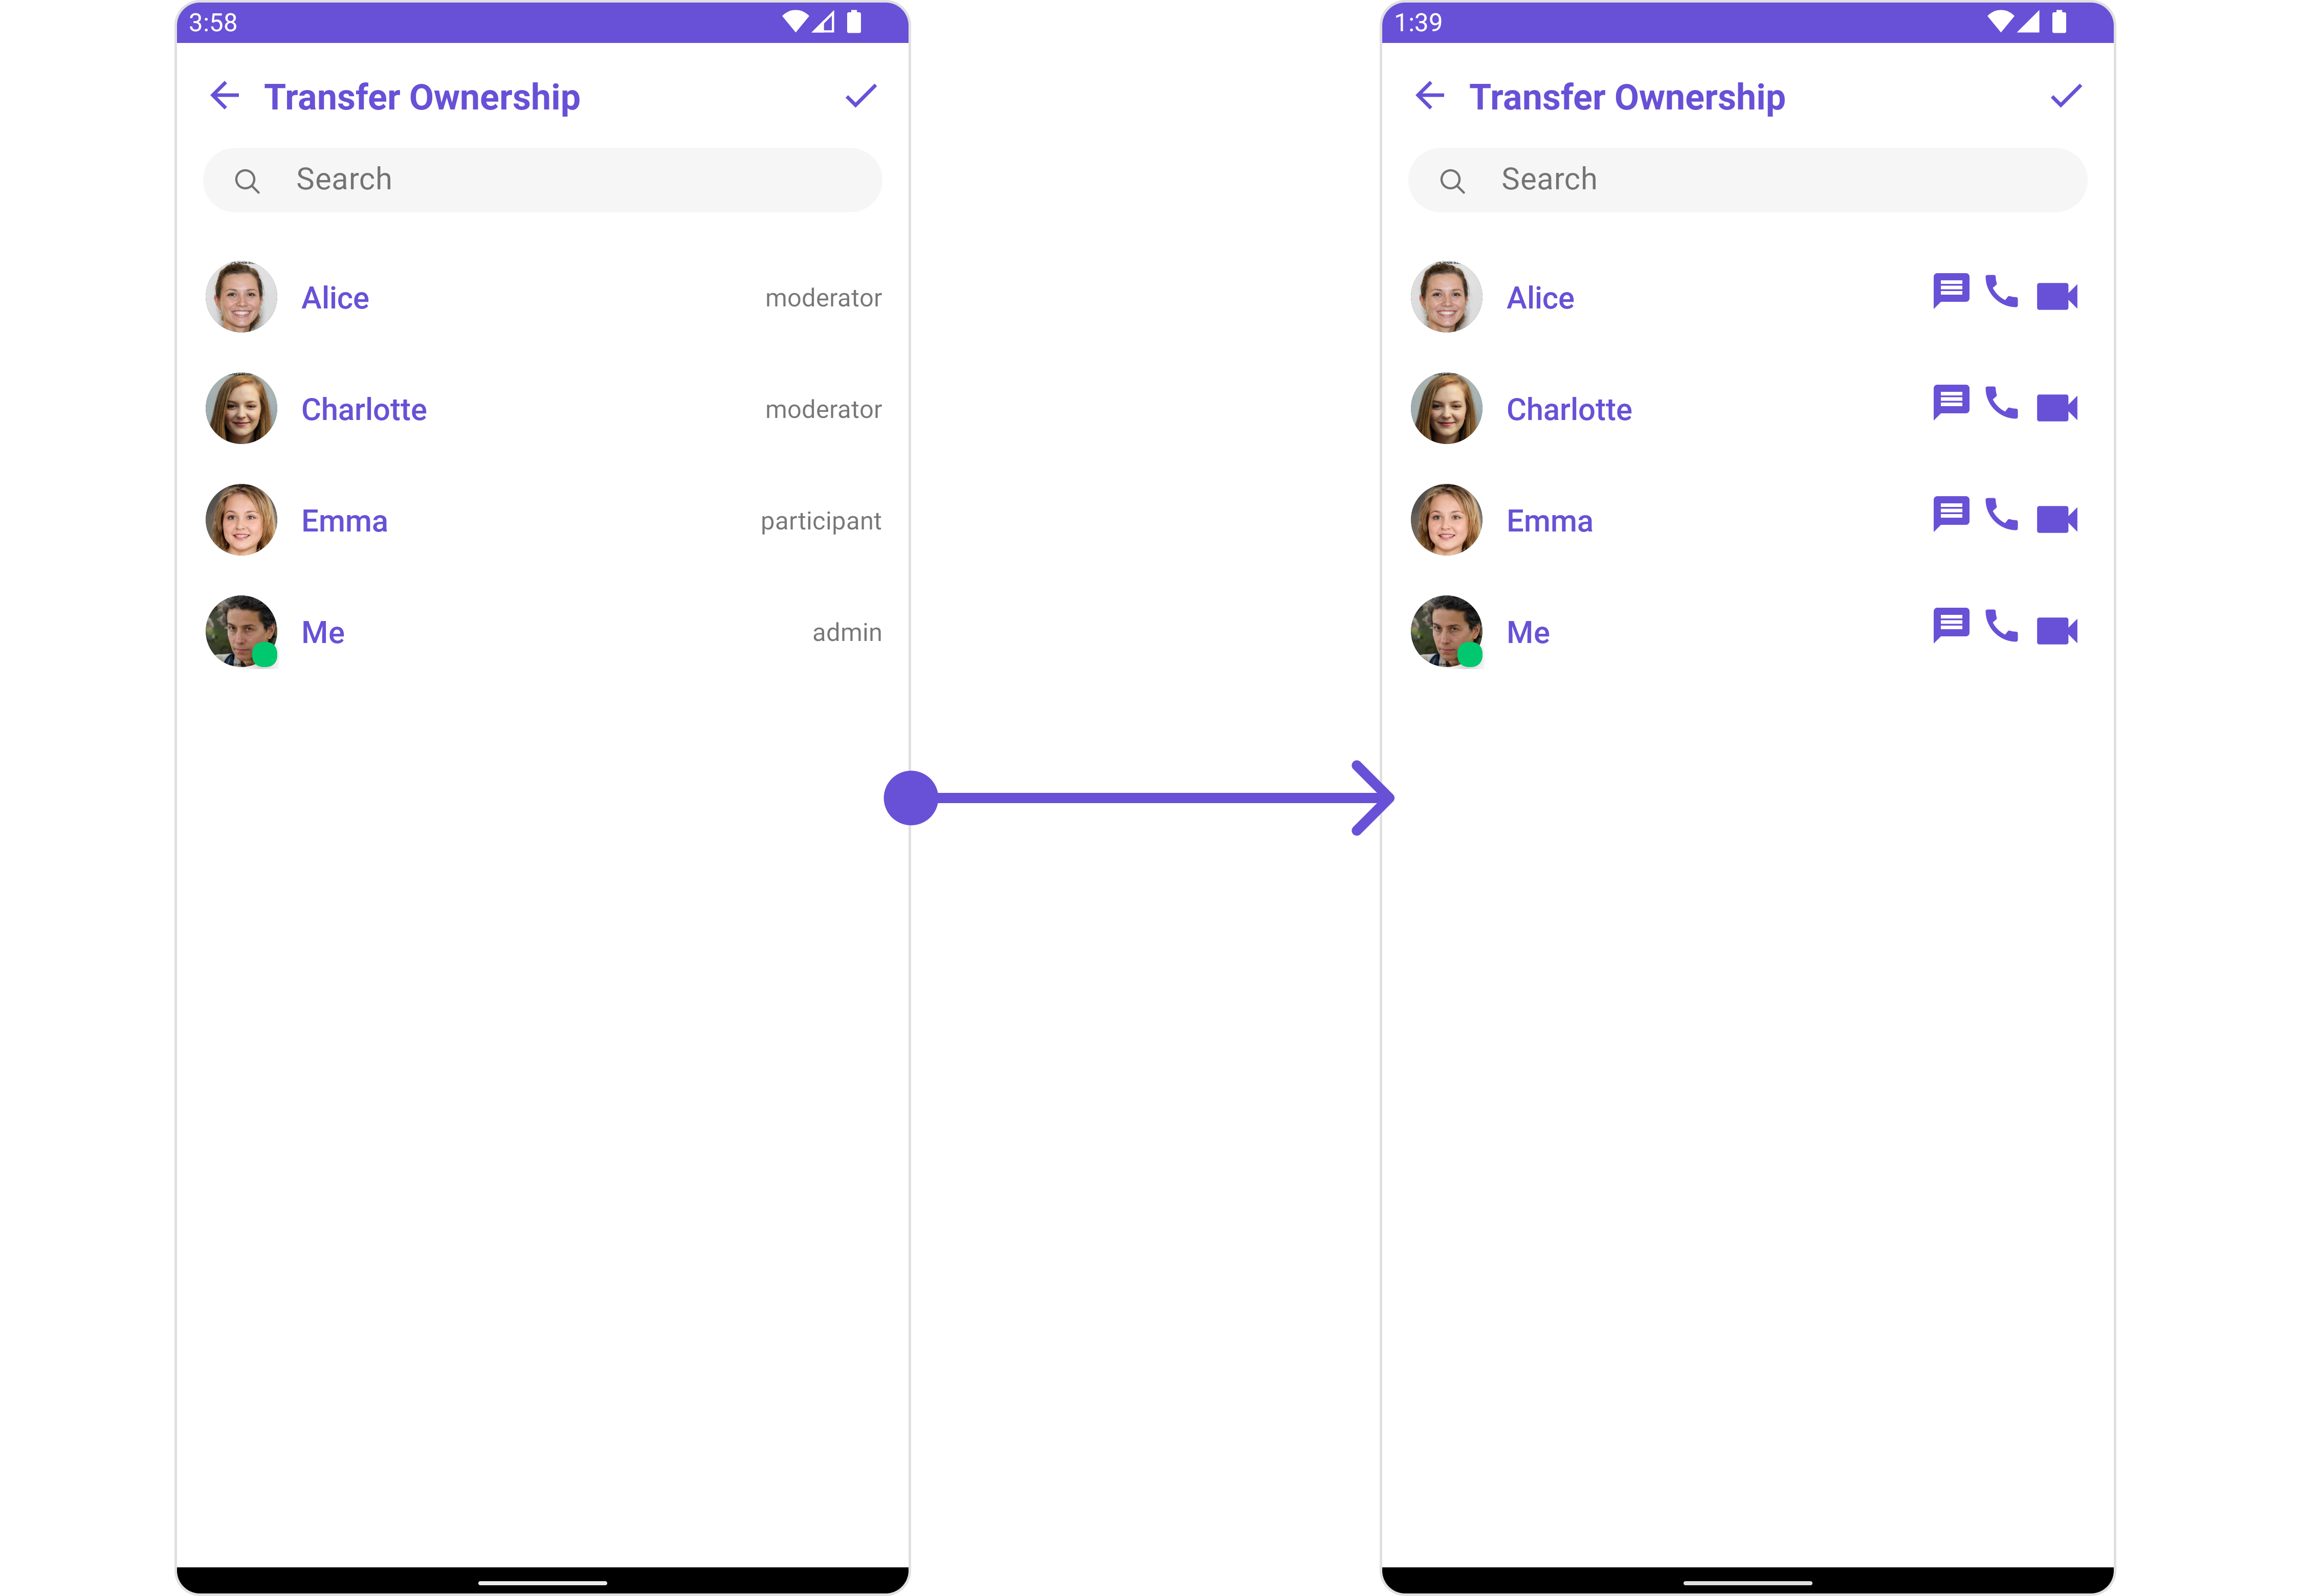 3:58
Transfer Ownership
Search
Alice moderator
Charlotte moderator
Emma participant
Me admin
1:39
Transfer Ownership
Search
Alice
Charlotte
Emma
Me